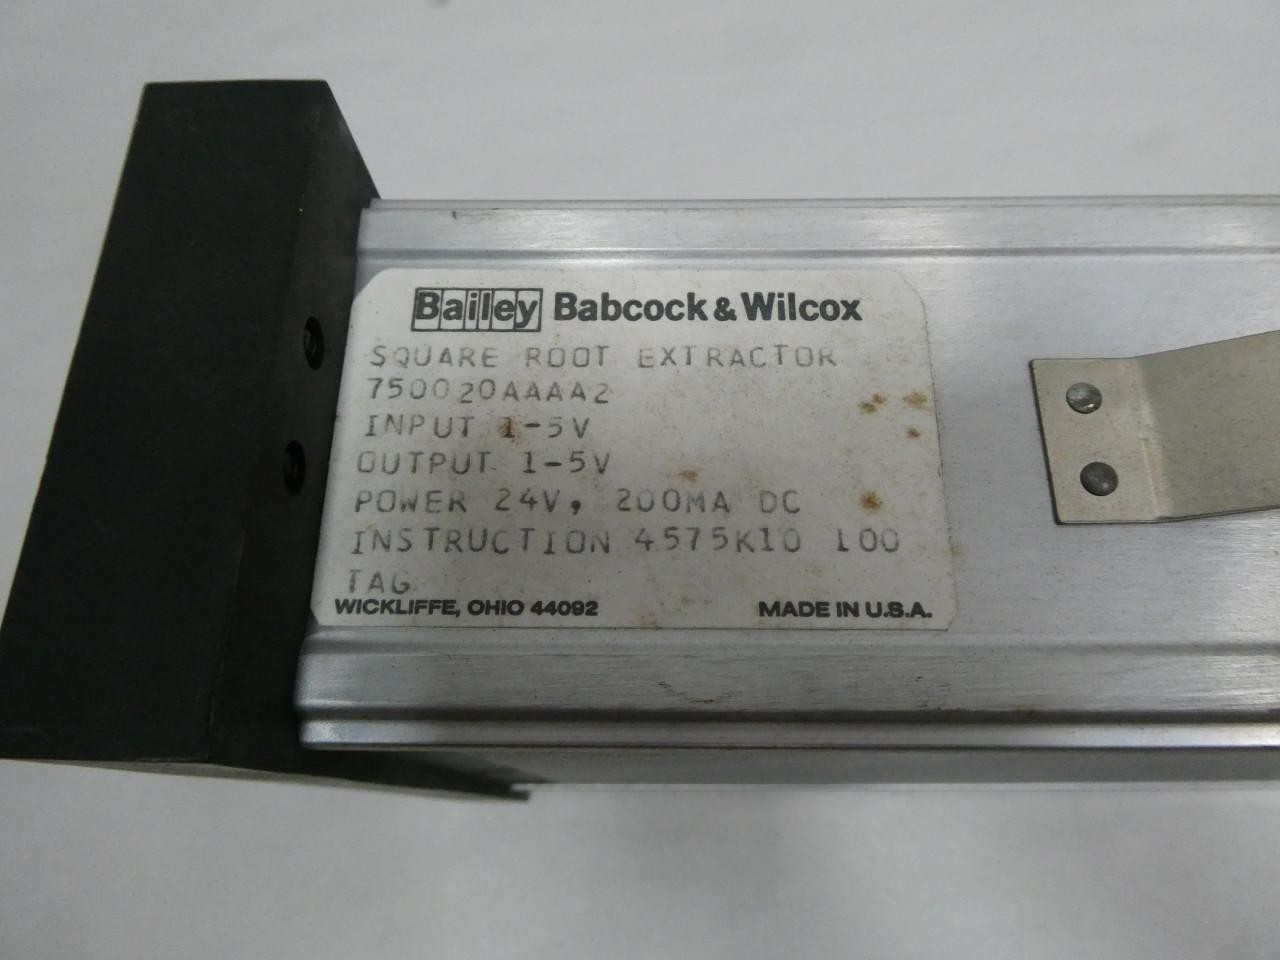 Bailey Babcock & Wilcox
SQUARE ROOT EXTRACTOR
750020AAAA2
INPUT 1-5V
OUTPUT 1-5V
POWER 24V, 200MA DC
INSTRUCTION 4575K10 100
TAG
WICKLIFFE, OHIO 44092 MADE IN U.S.A.